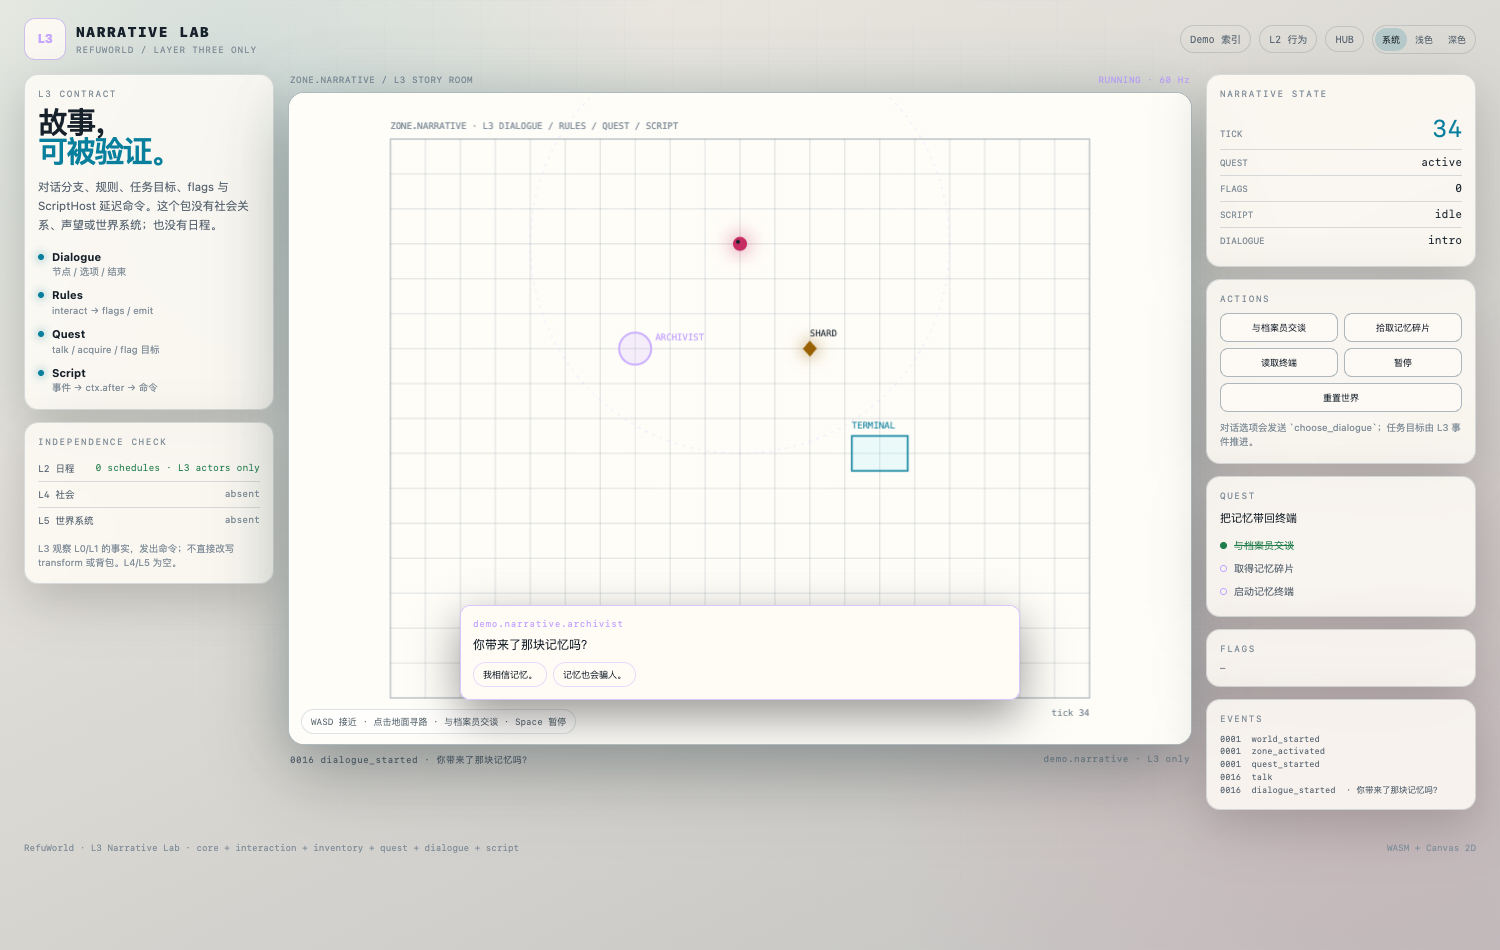 L3
NARRATIVE LAB
REFUWORLD / LAYER THREE ONLY
Demo 索引
L2 行为
HUB
系统
浅色
深色
L3 CONTRACT
故事，
可被验证。
对话分支、规则、任务目标、flags 与
ScriptHost 延迟命令。这个包没有社会关
系、声望或世界系统；也没有日程。
Dialogue
节点 / 选项 / 结束
Rules
interact → flags / emit
Quest
talk / acquire / flag 目标
Script
事件 → ctx.after → 命令
INDEPENDENCE CHECK
L2 日程 0 schedules · L3 actors only
L4 社会 absent
L5 世界系统 absent
L3 观察 L0/L1 的事实，发出命令；不直接改写
transform 或背包。L4/L5 为空。
ZONE.NARRATIVE / L3 STORY ROOM
RUNNING · 60 Hz
ZONE.NARRATIVE · L3 DIALOGUE / RULES / QUEST / SCRIPT
ARCHIVIST
SHARD
TERMINAL
demo.narrative.archivist
你带来了那块记忆吗？
我相信记忆。
记忆也会骗人。
WASD 接近 · 点击地面寻路 · 与档案员交谈 · Space 暂停
tick 34
0016 dialogue_started · 你带来了那块记忆吗？
demo.narrative · L3 only
NARRATIVE STATE
TICK 34
QUEST active
FLAGS 0
SCRIPT idle
DIALOGUE intro
ACTIONS
与档案员交谈
拾取记忆碎片
读取终端
暂停
重置世界
对话选项会发送 `choose_dialogue`；任务目标由 L3 事
件推进。
QUEST
把记忆带回终端
与档案员交谈
取得记忆碎片
启动记忆终端
FLAGS
—
EVENTS
0001 world_started
0001 zone_activated
0001 quest_started
0016 talk
0016 dialogue_started · 你带来了那块记忆吗？
RefuWorld · L3 Narrative Lab · core + interaction + inventory + quest + dialogue + script
WASM + Canvas 2D